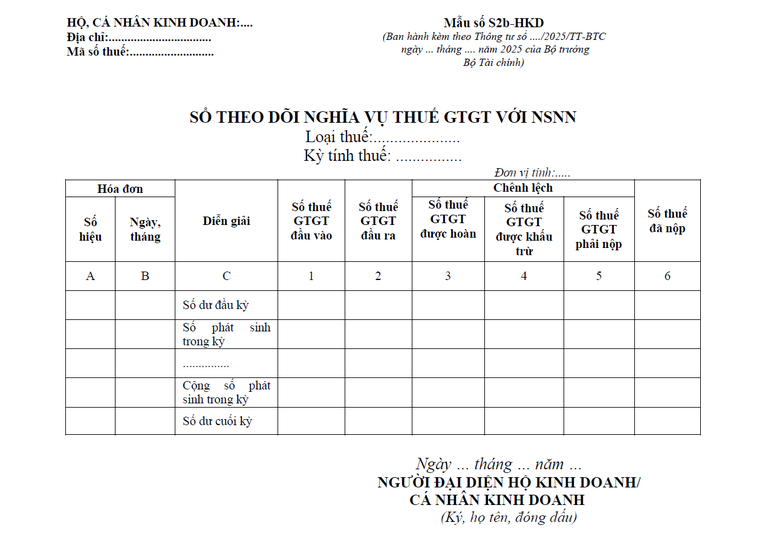 HỘ, CÁ NHÂN KINH DOANH:....
Địa chỉ:..................................
Mã số thuế:............................
Mẫu số S2b-HKD
(Ban hành kèm theo Thông tư số ..../2025/TT-BTC
ngày ... tháng .... năm 2025 của Bộ trưởng
Bộ Tài chính)
SỔ THEO DÕI NGHĨA VỤ THUẾ GTGT VỚI NSNN
Loại thuế:.....................
Kỳ tính thuế: ................
Đơn vị tính:.....
Hóa đơn
Diễn giải
Số thuế
GTGT
đầu vào
Số thuế
GTGT
đầu ra
Chênh lệch
Số thuế
đã nộp
Số
hiệu
Ngày,
tháng
Số thuế
GTGT
được hoàn
Số thuế
GTGT
được khấu
trừ
Số thuế
GTGT
phải nộp
A B C 1 2 3 4 5 6
Số dư đầu kỳ
Số phát sinh
trong kỳ
...............
Cộng số phát
sinh trong kỳ
Số dư cuối kỳ
Ngày ... tháng ... năm ...
NGƯỜI ĐẠI DIỆN HỘ KINH DOANH/
CÁ NHÂN KINH DOANH
(Ký, họ tên, đóng dấu)